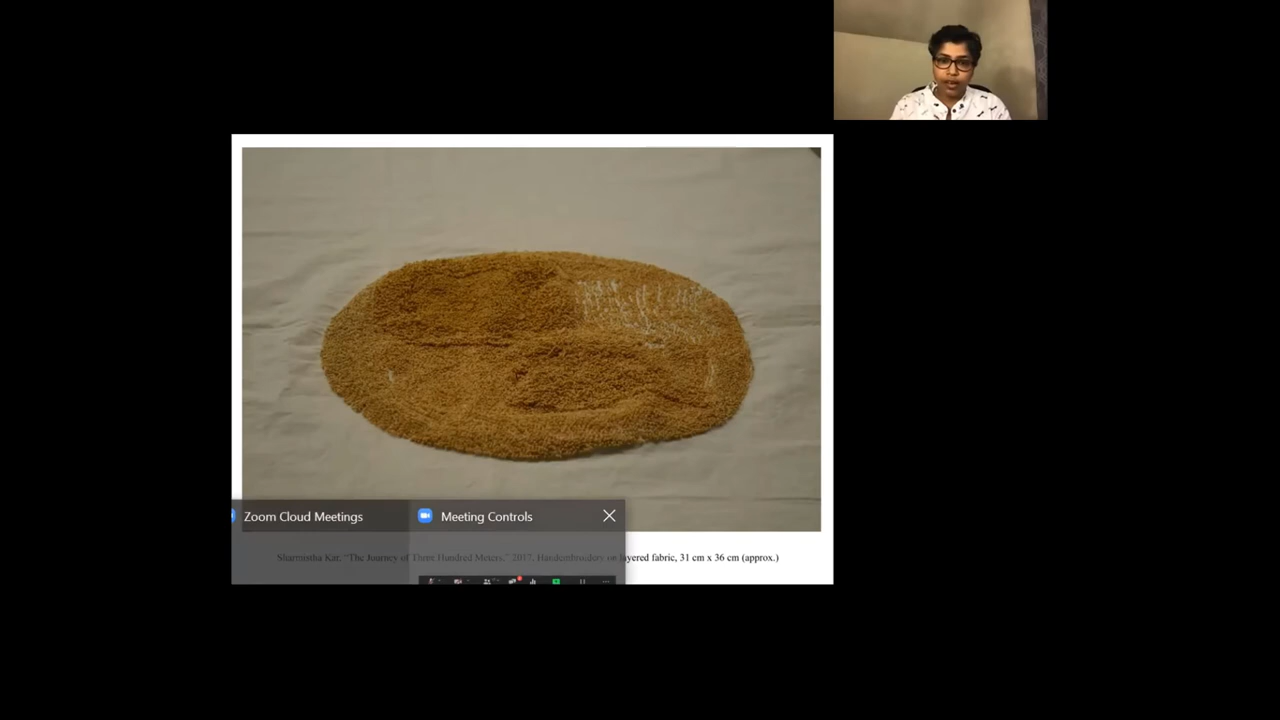 Zoom Cloud Meetings
Meeting Controls
Sharmistha Kar. "The Journey of Three Hundred Meters." 2017. Handembroidery on layered fabric, 31 cm x 36 cm (approx.)